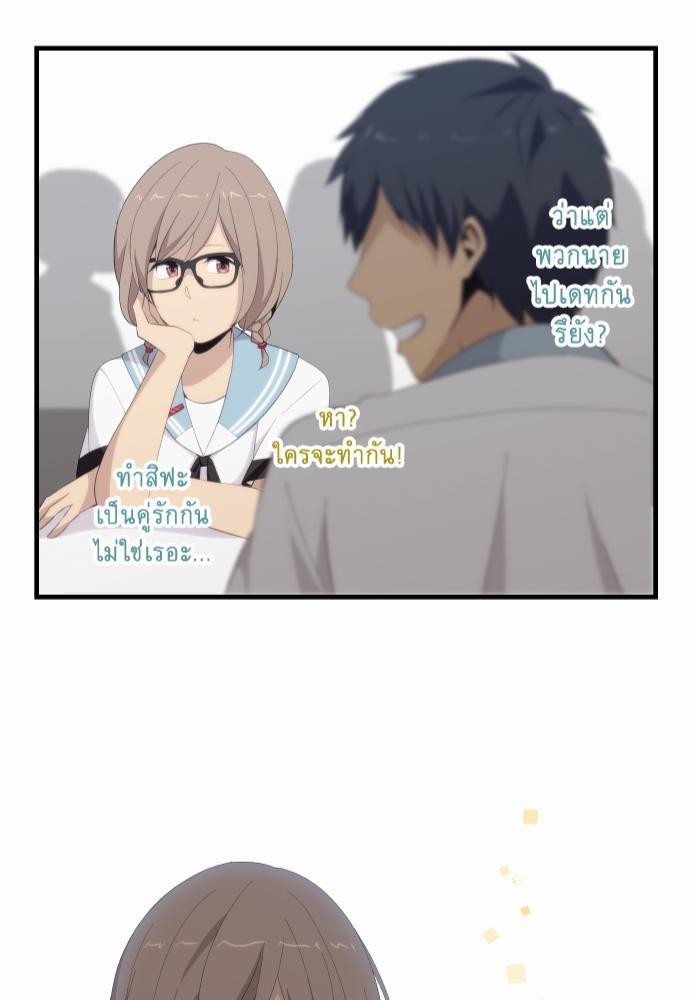 ว่าแต่
พวกนาย
ไปเดทกัน
รึยัง?
หา?
ใครจะทำกัน!
ทำสิฟะ
เป็นคู่รักกัน
ไม่ใช่เรอะ...